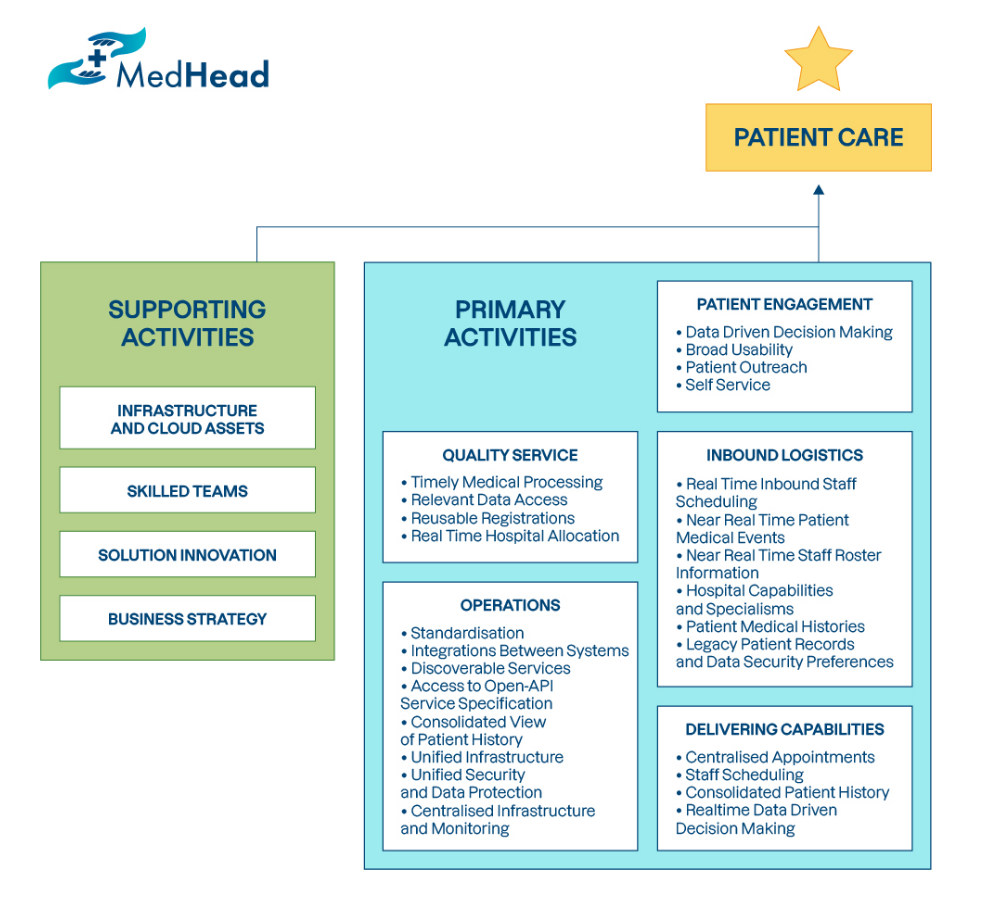 MedHead
PATIENT CARE
SUPPORTING
ACTIVITIES
INFRASTRUCTURE
AND CLOUD ASSETS
SKILLED TEAMS
SOLUTION INNOVATION
BUSINESS STRATEGY
PRIMARY
ACTIVITIES
PATIENT ENGAGEMENT
• Data Driven Decision Making
• Broad Usability
• Patient Outreach
• Self Service
QUALITY SERVICE
• Timely Medical Processing
• Relevant Data Access
• Reusable Registrations
• Real Time Hospital Allocation
INBOUND LOGISTICS
• Real Time Inbound Staff
Scheduling
• Near Real Time Patient
Medical Events
• Near Real Time Staff Roster
Information
• Hospital Capabilities
and Specialisms
• Patient Medical Histories
• Legacy Patient Records
and Data Security Preferences
OPERATIONS
• Standardisation
• Integrations Between Systems
• Discoverable Services
• Access to Open-API
Service Specification
• Consolidated View
of Patient History
• Unified Infrastructure
• Unified Security
and Data Protection
• Centralised Infrastructure
and Monitoring
DELIVERING CAPABILITIES
• Centralised Appointments
• Staff Scheduling
• Consolidated Patient History
• Realtime Data Driven
Decision Making